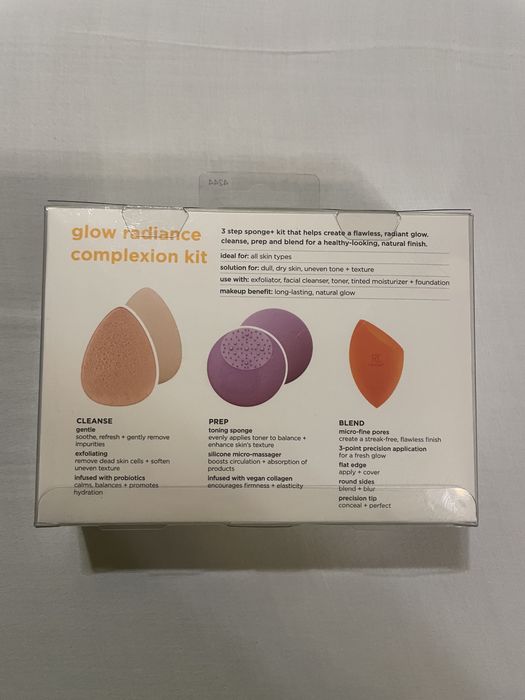 4244
glow radiance
complexion kit
3 step sponge+ kit that helps create a flawless, radiant glow.
cleanse, prep and blend for a healthy-looking, natural finish.
ideal for: all skin types
solution for: dull, dry skin, uneven tone + texture
use with: exfoliator, facial cleanser, toner, tinted moisturizer + foundation
makeup benefit: long-lasting, natural glow
RT
CLEANSE
gentle
soothe, refresh + gently remove
impurities
exfoliating
remove dead skin cells + soften
uneven texture
infused with probiotics
calms, balances + promotes
hydration
PREP
toning sponge
evenly applies toner to balance +
enhance skin's texture
silicone micro-massager
boosts circulation + absorption of
products
infused with vegan collagen
encourages firmness + elasticity
BLEND
micro-fine pores
create a streak-free, flawless finish
3-point precision application
for a fresh glow
flat edge
apply + cover
round sides
blend + blur
precision tip
conceal + perfect